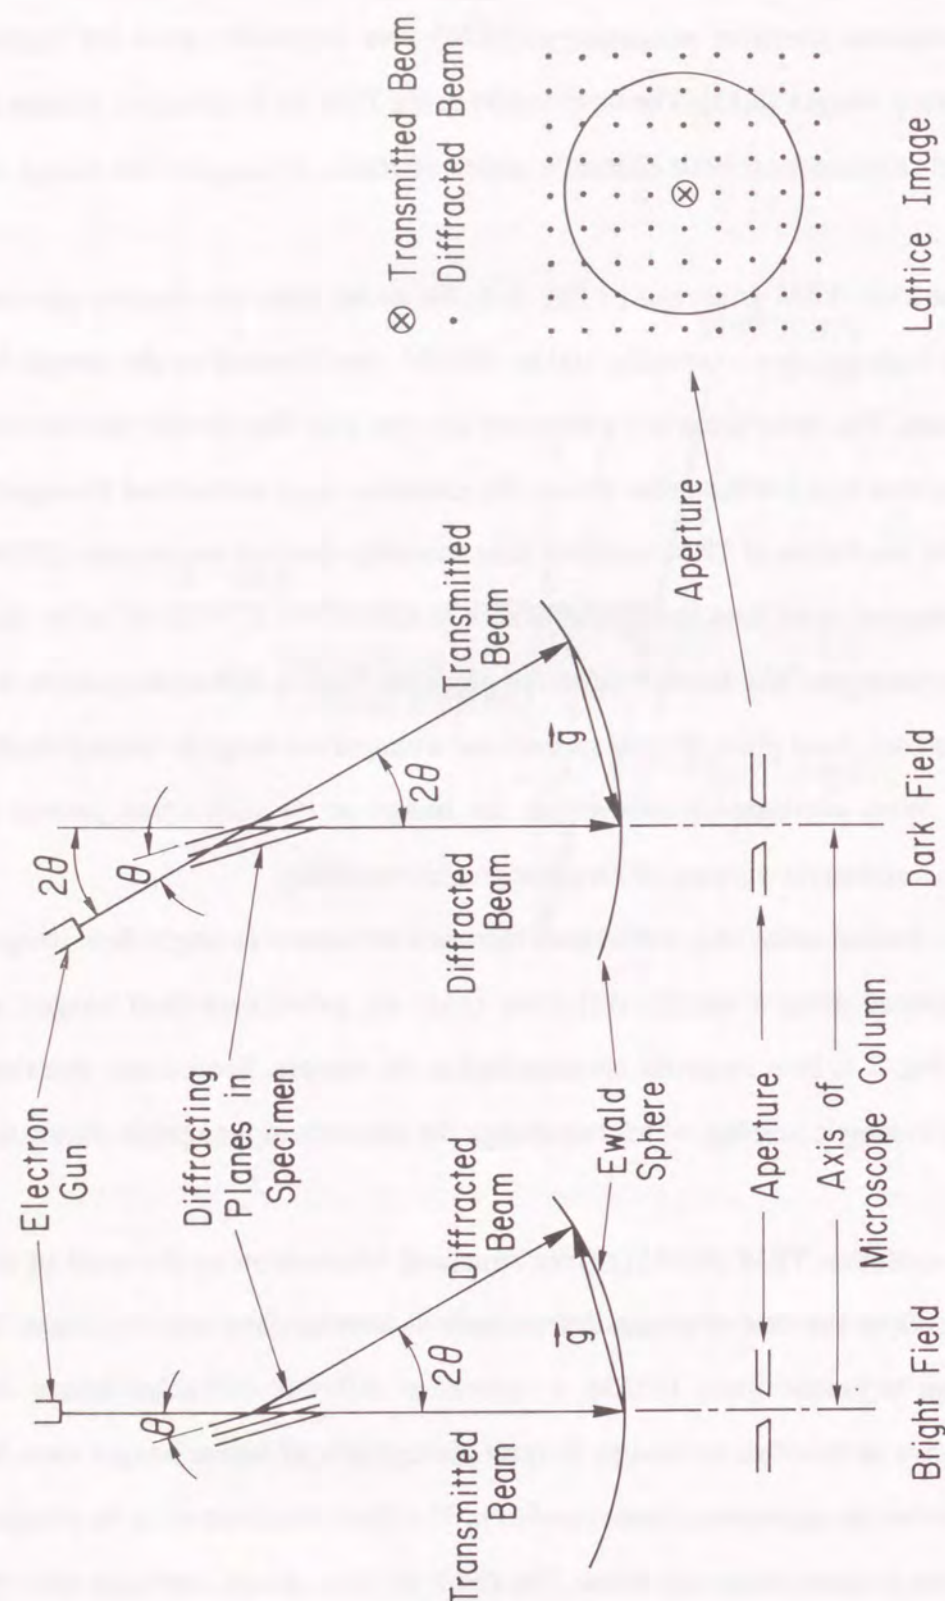 Electron
Gun
Diffracting
Planes in
Specimen
θ
2θ
Transmitted
Beam
Diffracted
Beam
g
2θ
θ
2θ
Diffracted
Beam
Transmitted
Beam
g
Ewald
Sphere
Aperture
Axis of
Microscope Column
Bright Field
Dark Field
Aperture
⊗ Transmitted Beam
• Diffracted Beam
Lattice Image